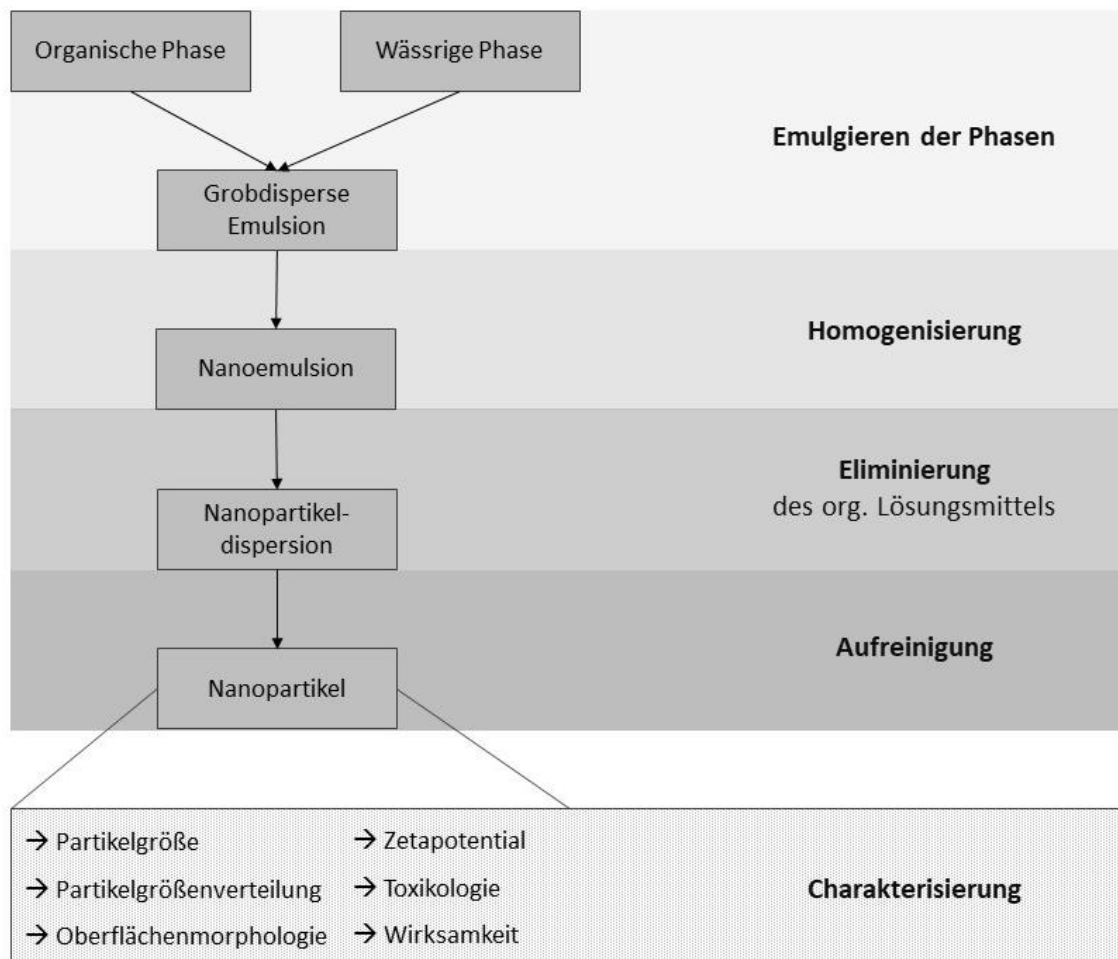 Organische Phase
Wässrige Phase
Emulgieren der Phasen
Grobdisperse
Emulsion
Homogenisierung
Nanoemulsion
Eliminierung
des org. Lösungsmittels
Nanopartikel-
dispersion
Aufreinigung
Nanopartikel
→ Partikelgröße
→ Zetapotential
→ Partikelgrößenverteilung
→ Toxikologie
Charakterisierung
→ Oberflächenmorphologie
→ Wirksamkeit